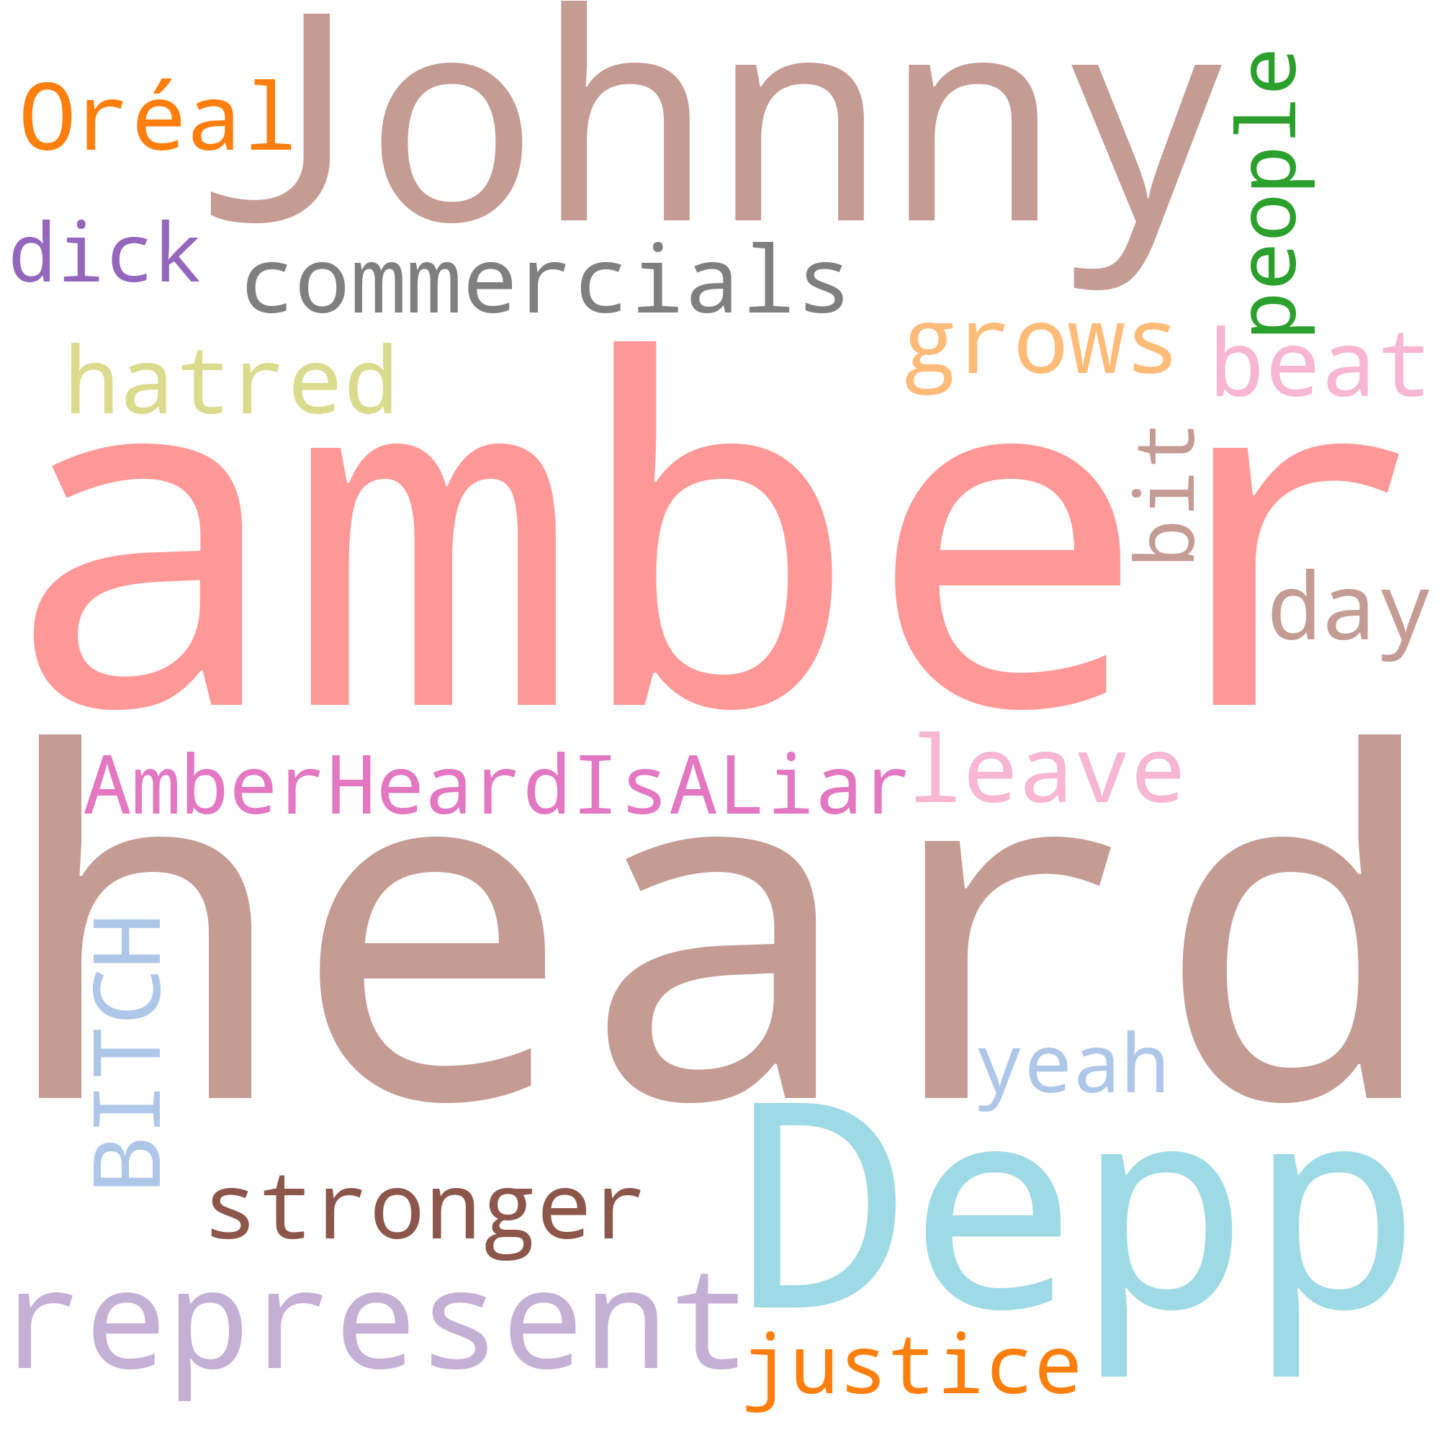 Johnny
Oréal
people
dick
commercials
grows
beat
hatred
amber
bit
day
AmberHeardIsALiar
leave
heard
BITCH
yeah
Depp
stronger
represent
justice